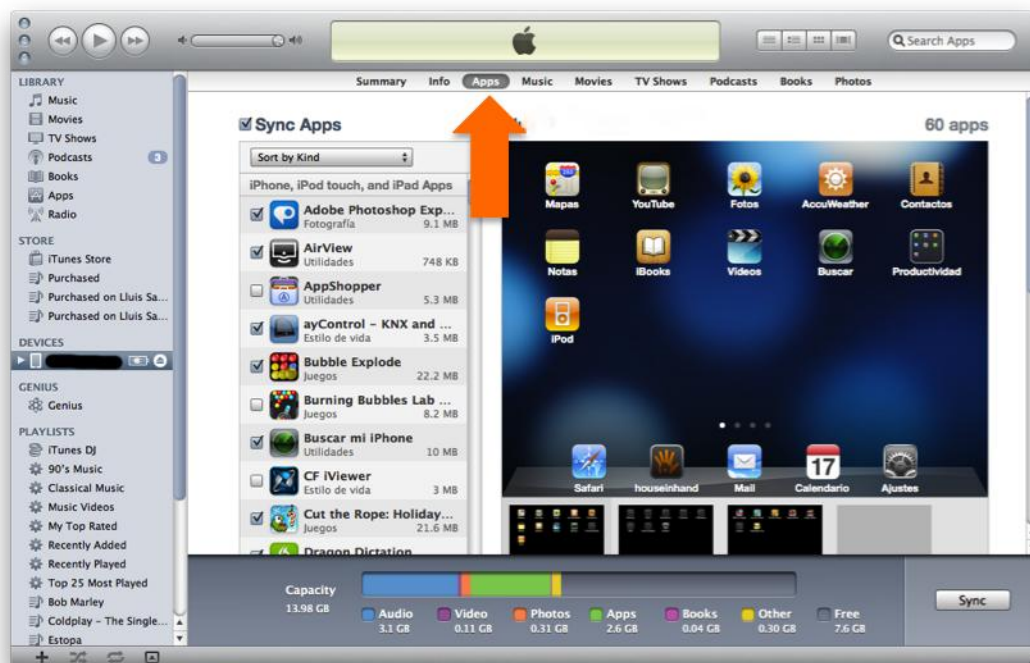 Search Apps
LIBRARY
Music
Movies
TV Shows
Podcasts 3
Books
Apps
Radio
STORE
iTunes Store
Purchased
Purchased on Lluis Sa...
Purchased on Lluis Sa...
DEVICES
GENIUS
Genius
PLAYLISTS
iTunes DJ
90's Music
Classical Music
Music Videos
My Top Rated
Recently Added
Recently Played
Top 25 Most Played
Bob Marley
Coldplay - The Single...
Estopa
Summary Info Apps Music Movies TV Shows Podcasts Books Photos
Sync Apps
60 apps
Sort by Kind
iPhone, iPod touch, and iPad Apps
Adobe Photoshop Exp...
Fotografía 9.1 MB
AirView
Utilidades 748 KB
AppShopper
Utilidades 5.3 MB
ayControl - KNX and ...
Estilo de vida 3.5 MB
Bubble Explode
Juegos 22.2 MB
Burning Bubbles Lab ...
Juegos 8.2 MB
Buscar mi iPhone
Utilidades 10 MB
CF iViewer
Estilo de vida 3 MB
Cut the Rope: Holiday...
Juegos 21.6 MB
Dragon Dictation
Mapas YouTube Fotos AccuWeather Contactos
Notas iBooks Videos Buscar Productividad
iPod
17
Safari houseinhand Mail Calendario Ajustes
Capacity
13.98 GB
Audio Video Photos Apps Books Other Free
3.1 GB 0.11 GB 0.31 GB 2.6 GB 0.04 GB 0.30 GB 7.6 GB
Sync